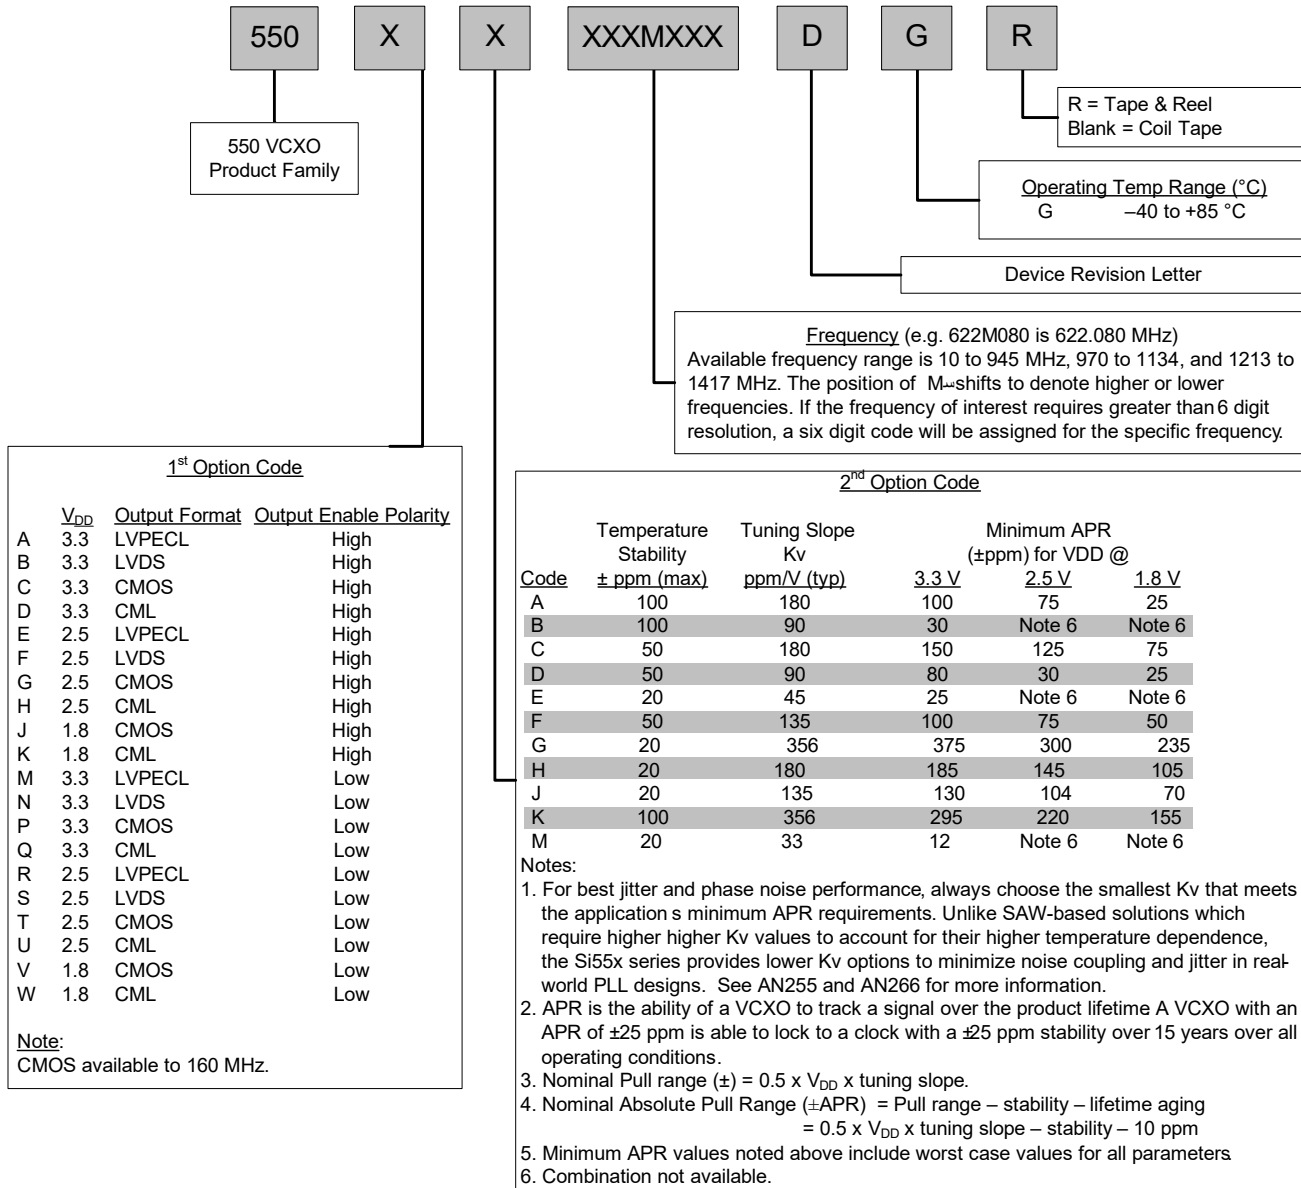 550 X X XXXMXXX D G R
R = Tape & Reel
Blank = Coil Tape
550 VCXO
Product Family
Operating Temp Range (°C)
G –40 to +85 °C
Device Revision Letter
Frequency (e.g. 622M080 is 622.080 MHz)
Available frequency range is 10 to 945 MHz, 970 to 1134, and 1213 to
1417 MHz. The position of M shifts to denote higher or lower
frequencies. If the frequency of interest requires greater than 6 digit
resolution, a six digit code will be assigned for the specific frequency.
1st Option Code
VDD Output Format Output Enable Polarity
A 3.3 LVPECL High
B 3.3 LVDS High
C 3.3 CMOS High
D 3.3 CML High
E 2.5 LVPECL High
F 2.5 LVDS High
G 2.5 CMOS High
H 2.5 CML High
J 1.8 CMOS High
K 1.8 CML High
M 3.3 LVPECL Low
N 3.3 LVDS Low
P 3.3 CMOS Low
Q 3.3 CML Low
R 2.5 LVPECL Low
S 2.5 LVDS Low
T 2.5 CMOS Low
U 2.5 CML Low
V 1.8 CMOS Low
W 1.8 CML Low
Note:
CMOS available to 160 MHz.
2nd Option Code
Temperature Tuning Slope Minimum APR
Stability Kv (±ppm) for VDD @
Code ± ppm (max) ppm/V (typ) 3.3 V 2.5 V 1.8 V
A 100 180 100 75 25
B 100 90 30 Note 6 Note 6
C 50 180 150 125 75
D 50 90 80 30 25
E 20 45 25 Note 6 Note 6
F 50 135 100 75 50
G 20 356 375 300 235
H 20 180 185 145 105
J 20 135 130 104 70
K 100 356 295 220 155
M 20 33 12 Note 6 Note 6
Notes:
1. For best jitter and phase noise performance, always choose the smallest Kv that meets
the application s minimum APR requirements. Unlike SAW-based solutions which
require higher higher Kv values to account for their higher temperature dependence,
the Si55x series provides lower Kv options to minimize noise coupling and jitter in real-
world PLL designs. See AN255 and AN266 for more information.
2. APR is the ability of a VCXO to track a signal over the product lifetime. A VCXO with an
APR of ±25 ppm is able to lock to a clock with a ±25 ppm stability over 15 years over all
operating conditions.
3. Nominal Pull range (±) = 0.5 x VDD x tuning slope.
4. Nominal Absolute Pull Range (±APR) = Pull range – stability – lifetime aging
= 0.5 x VDD x tuning slope – stability – 10 ppm
5. Minimum APR values noted above include worst case values for all parameters.
6. Combination not available.